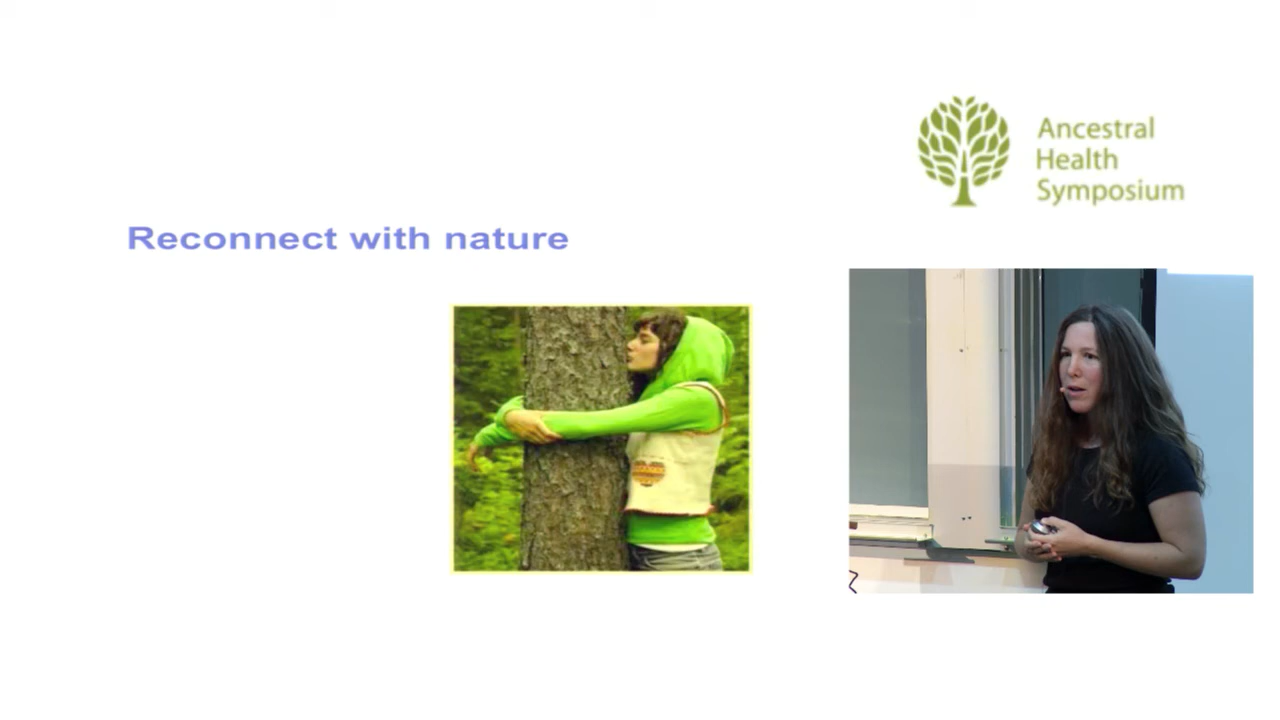 Ancestral
Health
Symposium
Reconnect with nature